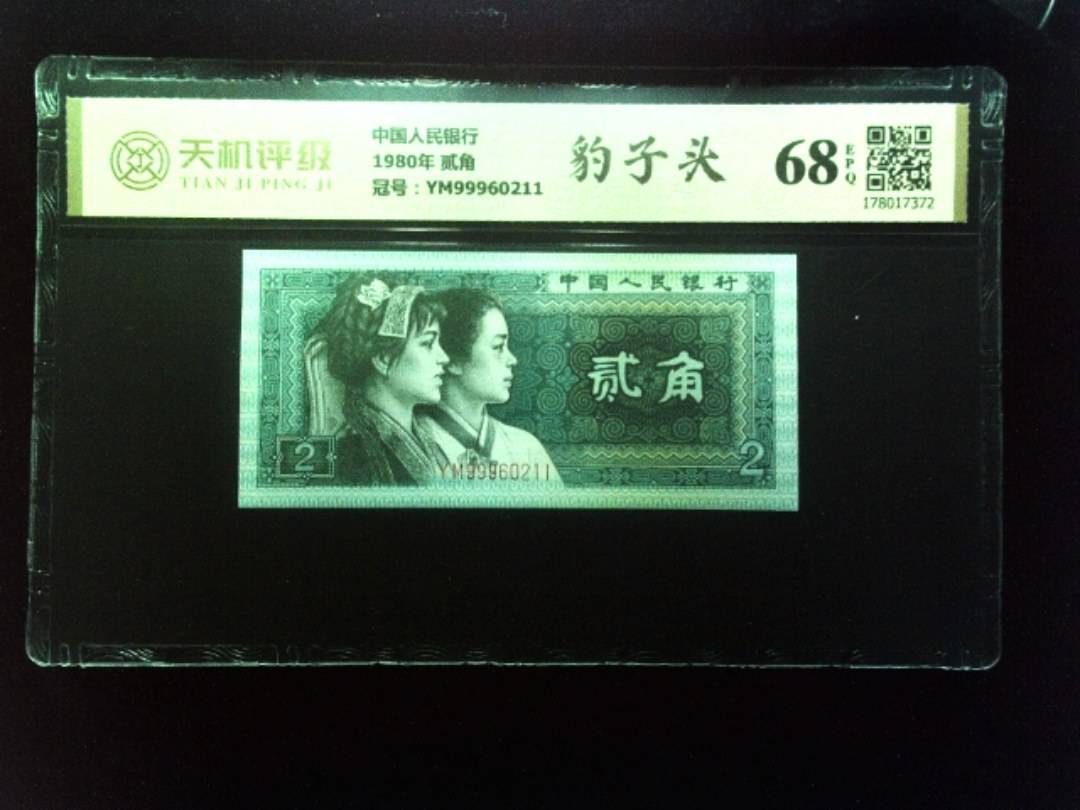 天机评级
TIAN JI PING JI
中国人民银行
1980年 贰角
冠号：YM99960211
豹子头
68
EPQ
178017372
中国人民银行
贰角
2
YM99960211
2